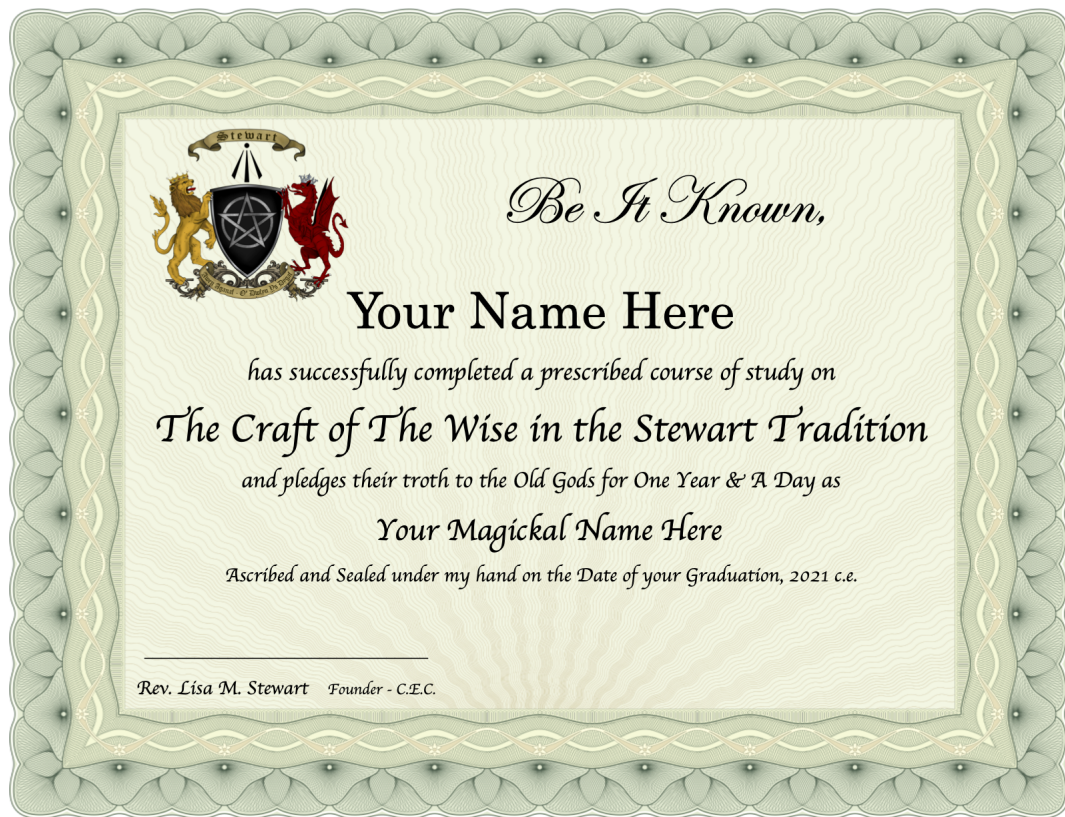 Stewart
Be It Known,
Your Name Here
has successfully completed a prescribed course of study on
The Craft of The Wise in the Stewart Tradition
and pledges their troth to the Old Gods for One Year & A Day as
Your Magickal Name Here
Ascribed and Sealed under my hand on the Date of your Graduation, 2021 c.e.
Rev. Lisa M. Stewart Founder - C.E.C.